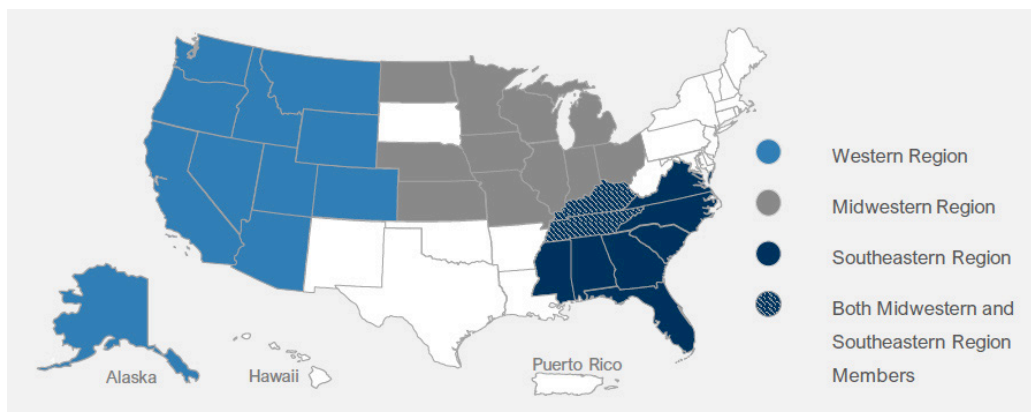 Western Region
Midwestern Region
Southeastern Region
Both Midwestern and
Southeastern Region
Members
Alaska
Hawaii
Puerto Rico